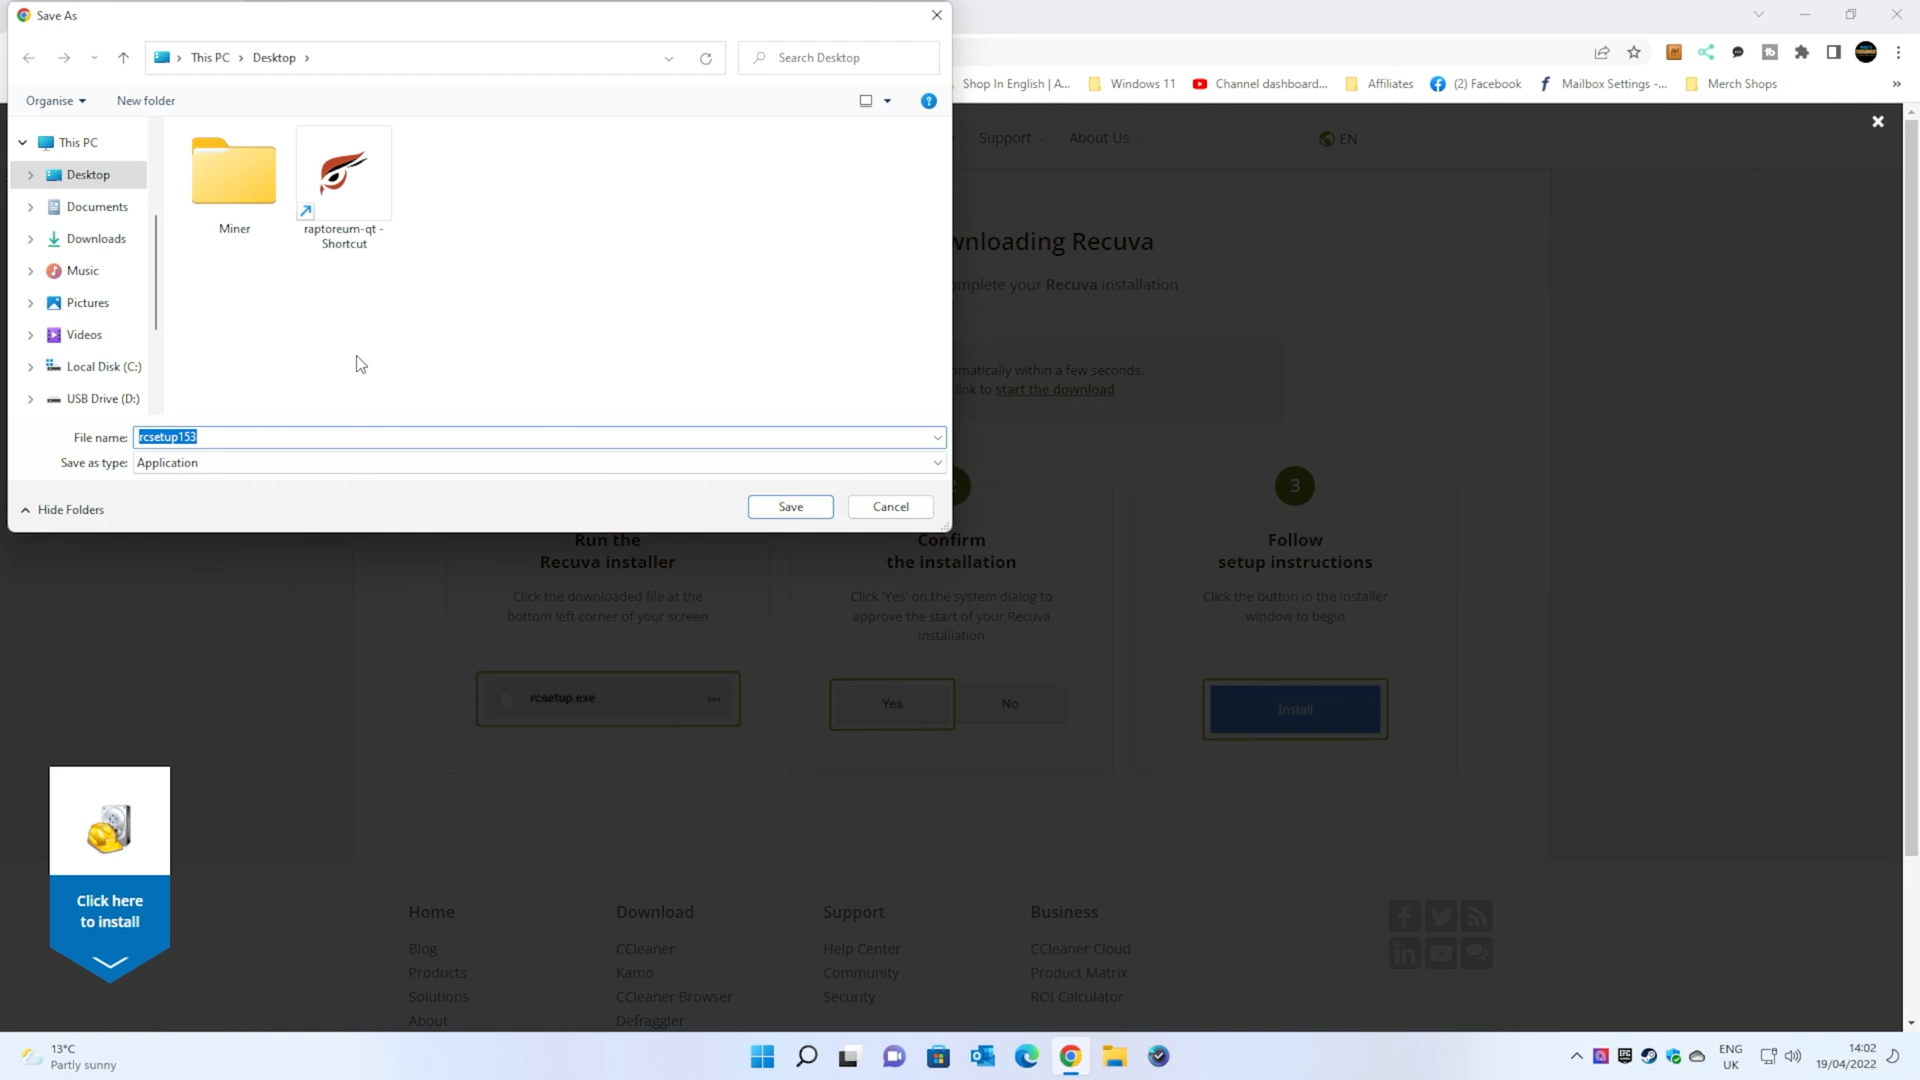 Save As
This PC
Desktop
Search Desktop
Organise
New folder
Shop In English | A...
Windows 11
Channel dashboard...
Affiliates
(2) Facebook
Mailbox Settings -...
Merch Shops
»
This PC
Desktop
Documents
Downloads
Music
Pictures
Videos
Local Disk (C:)
USB Drive (D:)
Miner
raptoreum-qt -
Shortcut
File name:
rcsetup153
Save as type:
Application
Hide Folders
Save
Cancel
Support
About Us
EN
wnloading Recuva
mplete your Recuva installation
omatically within a few seconds.
link to start the download
3
Run the
Recuva installer
Click the downloaded file at the
bottom left corner of your screen
rcsetup.exe
Confirm
the installation
Click 'Yes' on the system dialog to
approve the start of your Recuva
installation
Yes
No
Follow
setup instructions
Click the button in the installer
window to begin
Install
Click here
to install
Home
Blog
Products
Solutions
About
Download
CCleaner
Kamo
CCleaner Browser
Defraggler
Support
Help Center
Community
Security
Business
CCleaner Cloud
Product Matrix
ROI Calculator
13°C
Partly sunny
ENG
UK
14:02
19/04/2022